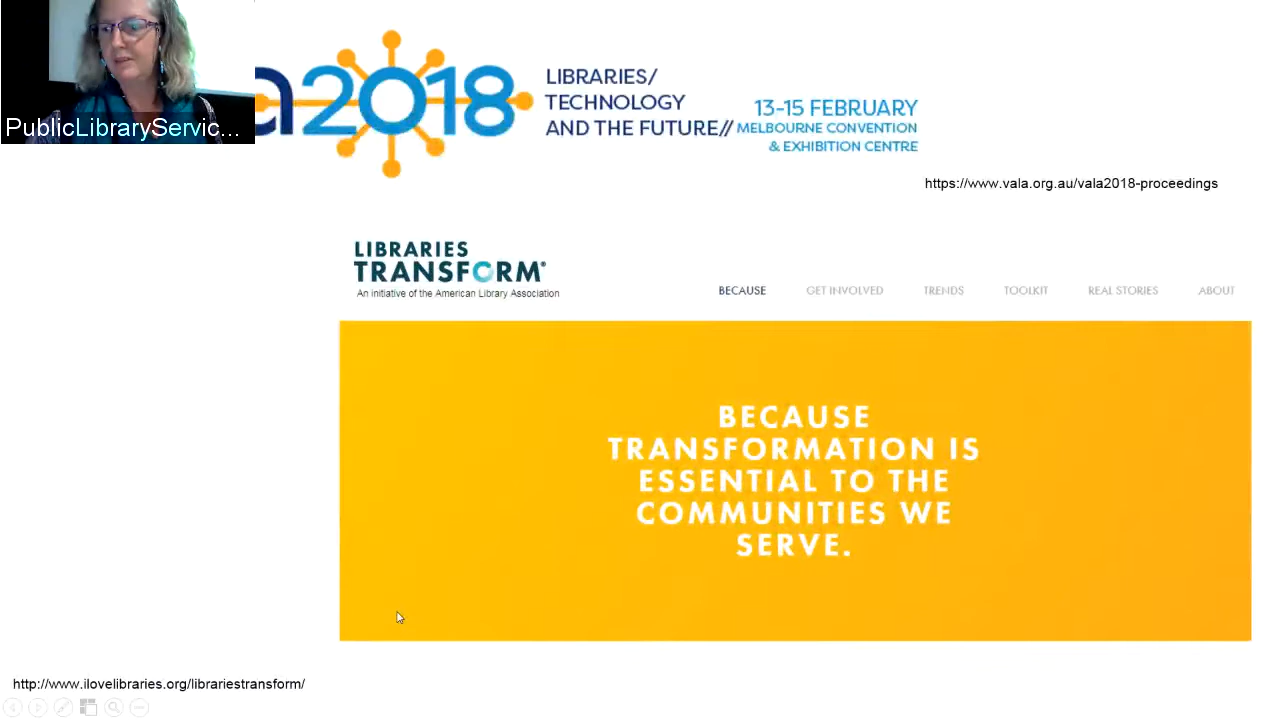 PublicLibraryServic...
a2018
LIBRARIES/
TECHNOLOGY
AND THE FUTURE//
13-15 FEBRUARY
MELBOURNE CONVENTION
& EXHIBITION CENTRE
https://www.vala.org.au/vala2018-proceedings
LIBRARIES
TRANSFORM®
An initiative of the American Library Association
BECAUSE GET INVOLVED TRENDS TOOLKIT REAL STORIES ABOUT
BECAUSE
TRANSFORMATION IS
ESSENTIAL TO THE
COMMUNITIES WE
SERVE.
http://www.ilovelibraries.org/librariestransform/